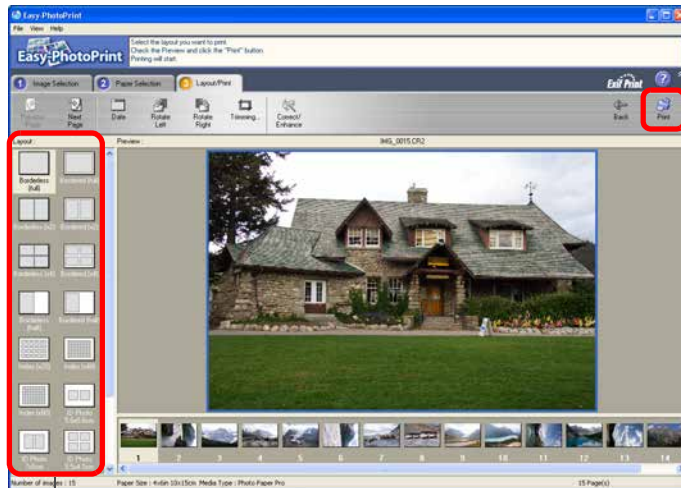 Easy-PhotoPrint
File View Help
Easy-PhotoPrint
Select the layout you want to print.
Check the Preview and click the "Print" button.
Printing will start.
1 Image Selection
2 Paper Selection
3 Layout/Print
Exif Print
Previous Page
Next Page
Date
Rotate Left
Rotate Right
Trimming...
Correct/Enhance
Back
Print
Layout :
Preview :
IMG_0015.CR2
Borderless (full)
Bordered (full)
Borderless (x2)
Bordered (x2)
Borderless (x4)
Bordered (x4)
Borderless (half)
Bordered (half)
Index (x20)
Index (x80)
ID Photo
ID Photo
ID Photo
1 2 3 4 5 6 7 8 9 10 11 12 13 14
Number of images : 15
Paper Size : 4x6in 10x15cm Media Type : Photo Paper Pro
15 Page(s)